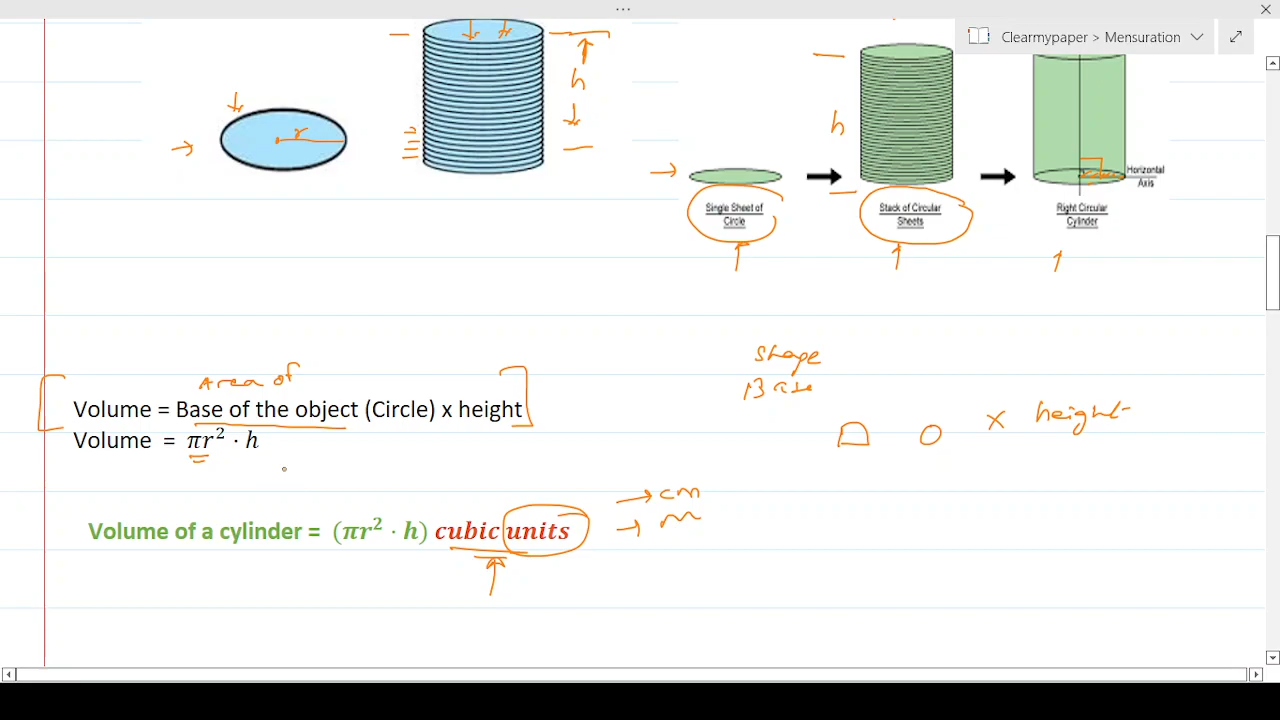 Clearmypaper > Mensuration
r
h
h
Horizontal
Axis
Single Sheet of
Circle
Stack of Circular
Sheets
Right Circular
Cylinder
shape
Area of
Volume = Base of the object (Circle) x height
x height
Volume = πr² · h
cm
m
Volume of a cylinder = (πr² · h) cubic units